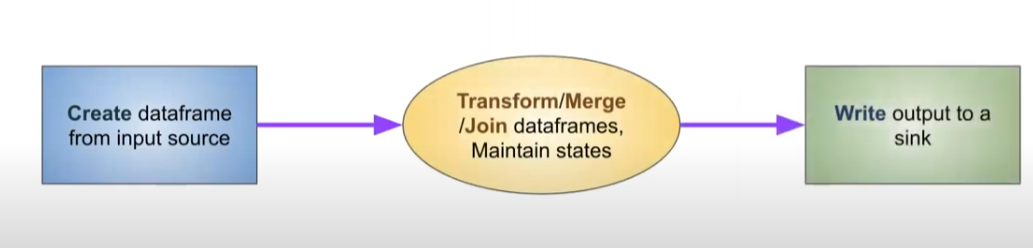 Create dataframe
from input source
Transform/Merge
/Join dataframes,
Maintain states
Write output to a
sink